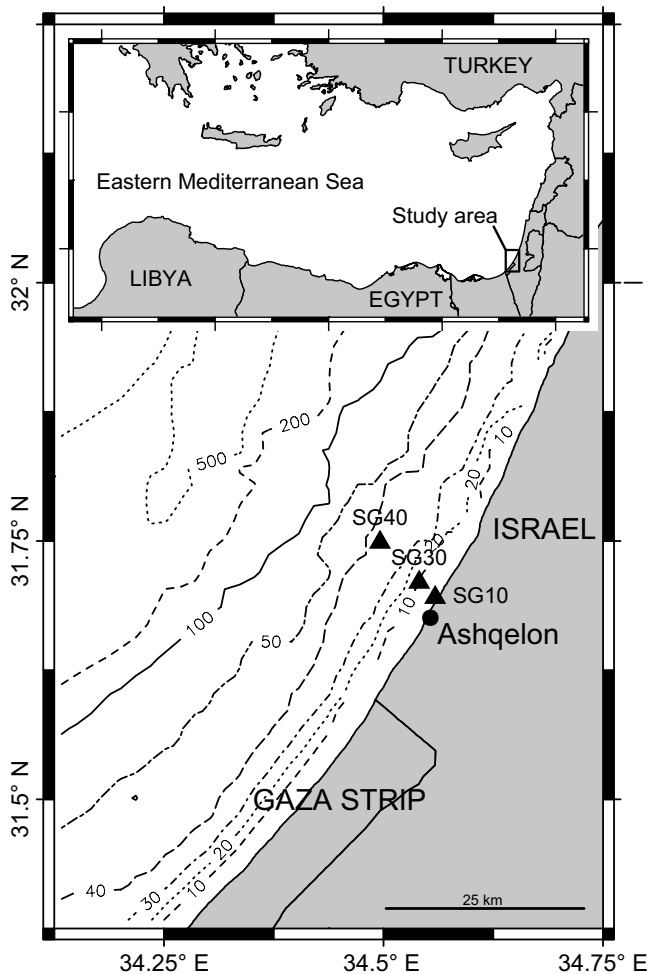 TURKEY
Eastern Mediterranean Sea
Study area
LIBYA
EGYPT
32° N
200
500
10
20
SG40
31.75° N
ISRAEL
20
SG30
10
SG10
100
Ashqelon
50
31.5° N
GAZA STRIP
20
40
30
10
25 km
34.25° E
34.5° E
34.75° E